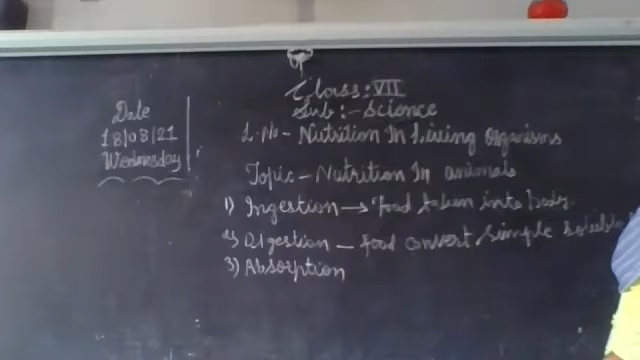 Date
18/08/21
Wednesday
Class: VII
Sub :- Science
L.No - Nutrition In Living Organisms
Topic - Nutrition In animals
1) Ingestion → food taken into body.
2) Digestion - food convert simple soluble
3) Absorption